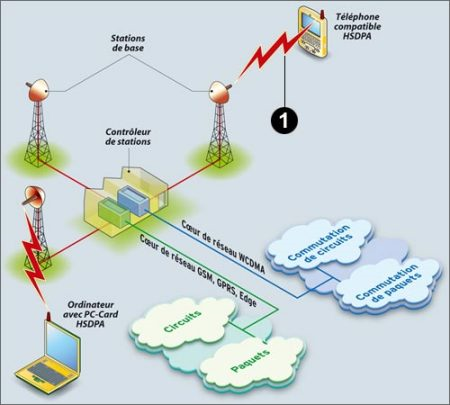 Téléphone
compatible
HSDPA
Stations
de base
1
Contrôleur
de stations
Cœur de réseau WCDMA
Cœur de réseau GSM, GPRS, Edge
Commutation
de circuits
Commutation
de paquets
Ordinateur
avec PC-Card
HSDPA
Circuits
Paquets